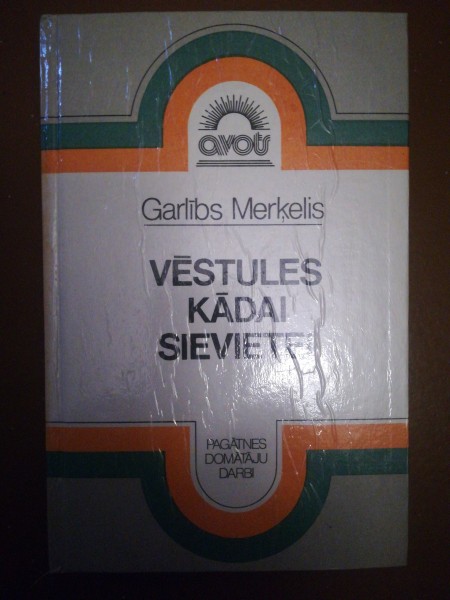 avots
Garlībs Merķelis
VĒSTULES
KĀDAI
SIEVIETEI
PAGĀTNES
DOMĀTĀJU
DARBI